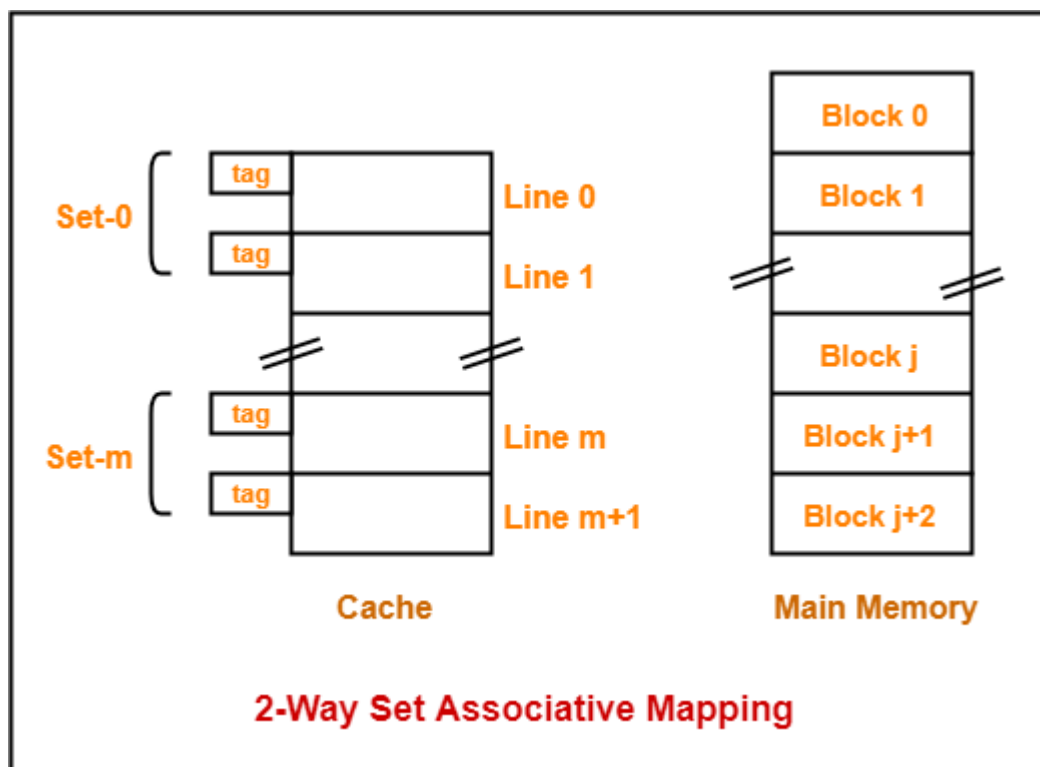 Set-0
tag
Line 0
tag
Line 1
Set-m
tag
Line m
tag
Line m+1
Cache
Block 0
Block 1
Block j
Block j+1
Block j+2
Main Memory
2-Way Set Associative Mapping